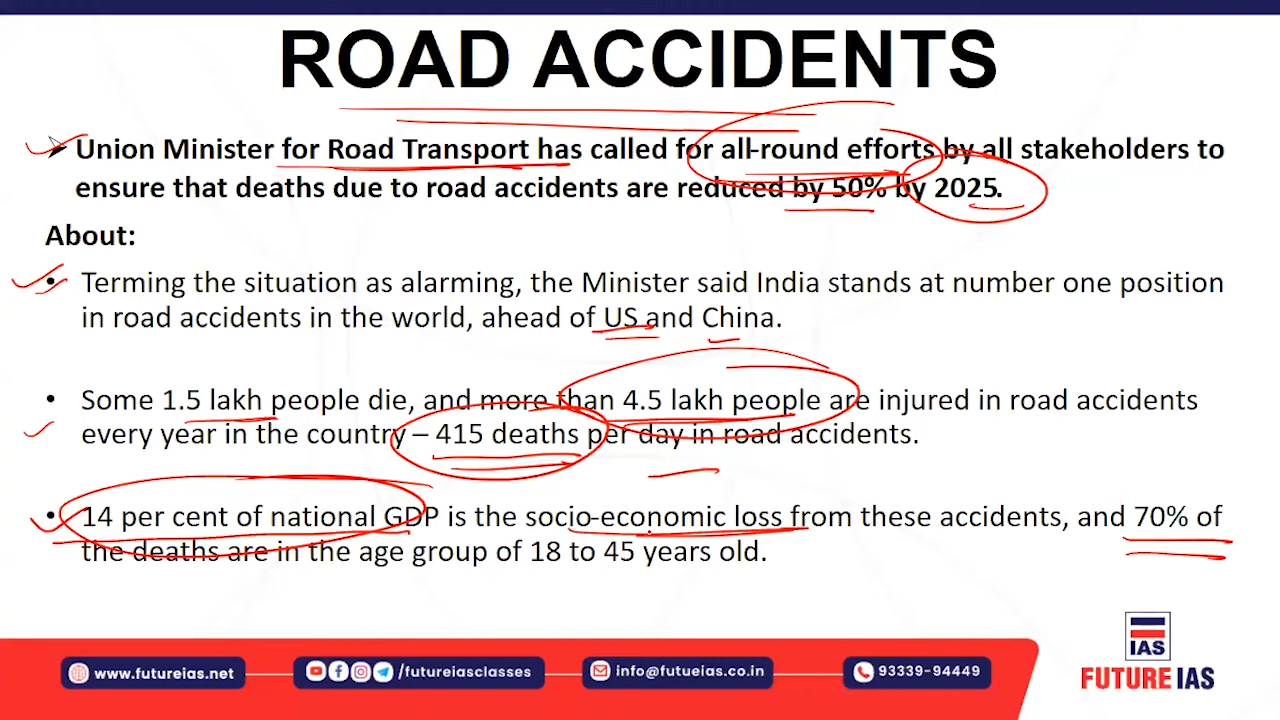 ROAD ACCIDENTS
Union Minister for Road Transport has called for all-round efforts by all stakeholders to
ensure that deaths due to road accidents are reduced by 50% by 2025.
About:
• Terming the situation as alarming, the Minister said India stands at number one position
in road accidents in the world, ahead of US and China.
• Some 1.5 lakh people die, and more than 4.5 lakh people are injured in road accidents
every year in the country – 415 deaths per day in road accidents.
• 14 per cent of national GDP is the socio-economic loss from these accidents, and 70% of
the deaths are in the age group of 18 to 45 years old.
www.futureias.net
/futureiasclasses
info@futueias.co.in
93339-94449
IAS
FUTURE IAS